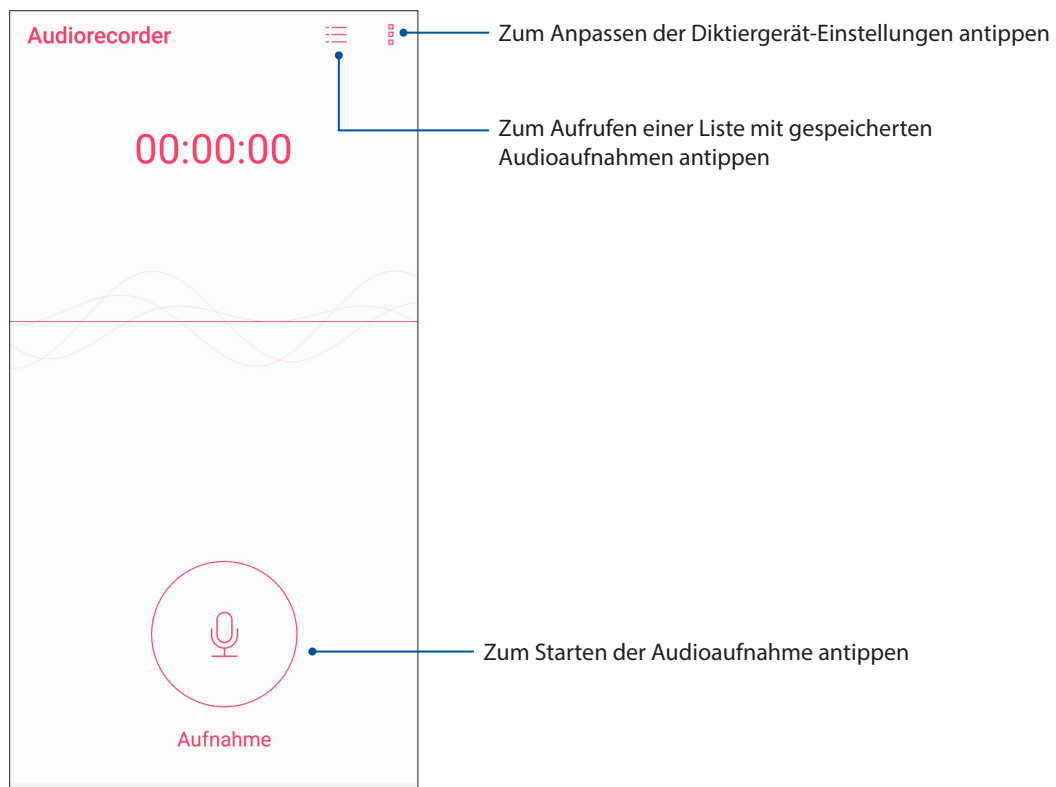 Audiorecorder
Zum Anpassen der Diktiergerät-Einstellungen antippen
Zum Aufrufen einer Liste mit gespeicherten
Audioaufnahmen antippen
00:00:00
Zum Starten der Audioaufnahme antippen
Aufnahme